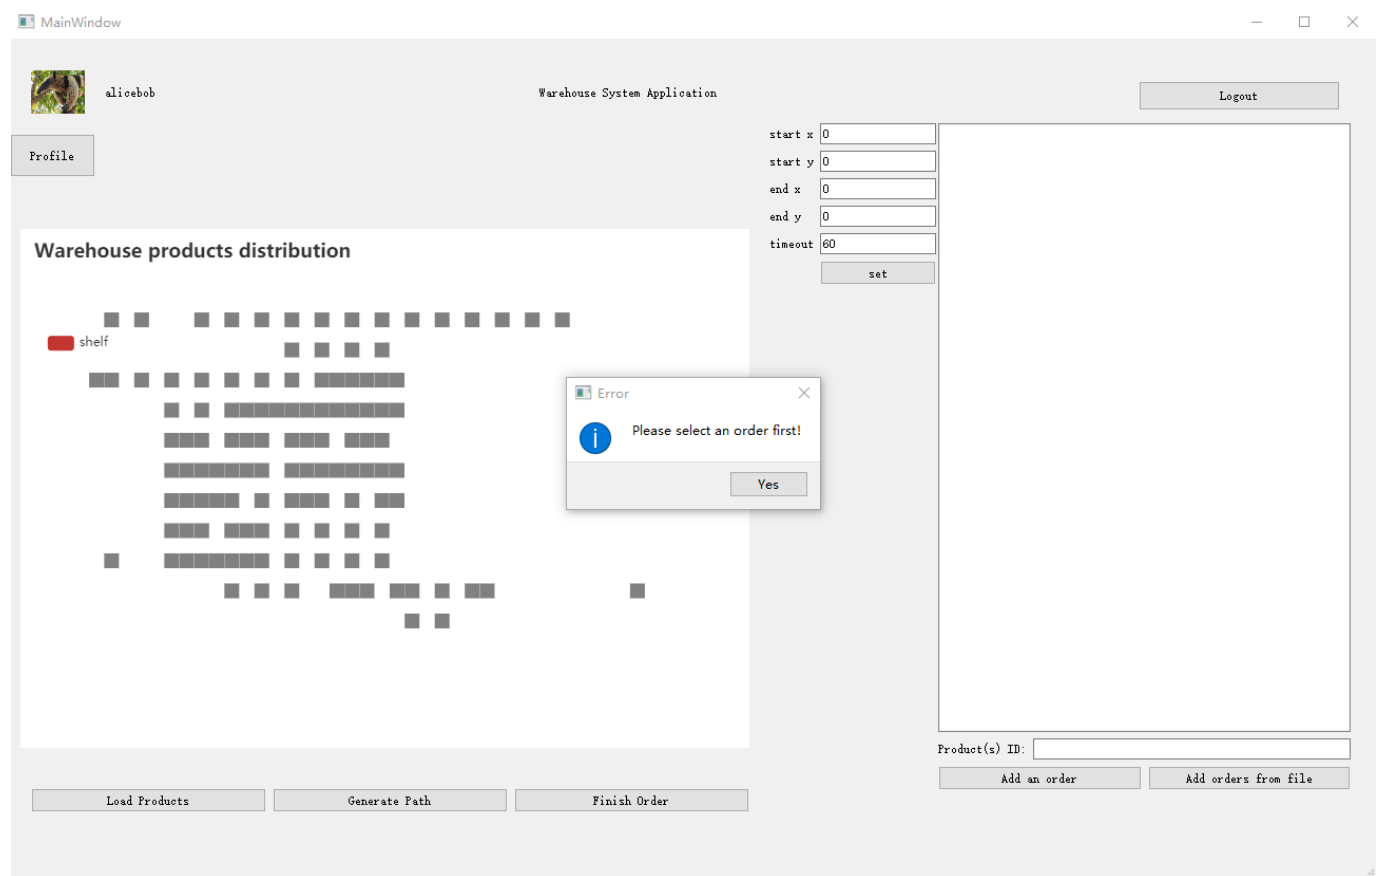 MainWindow
alicebob
Warehouse System Application
Logout
Profile
start x 0
start y 0
end x 0
end y 0
timeout 60
set
Warehouse products distribution
shelf
Error
Please select an order first!
Yes
Product(s) ID:
Add an order
Add orders from file
Load Products
Generate Path
Finish Order